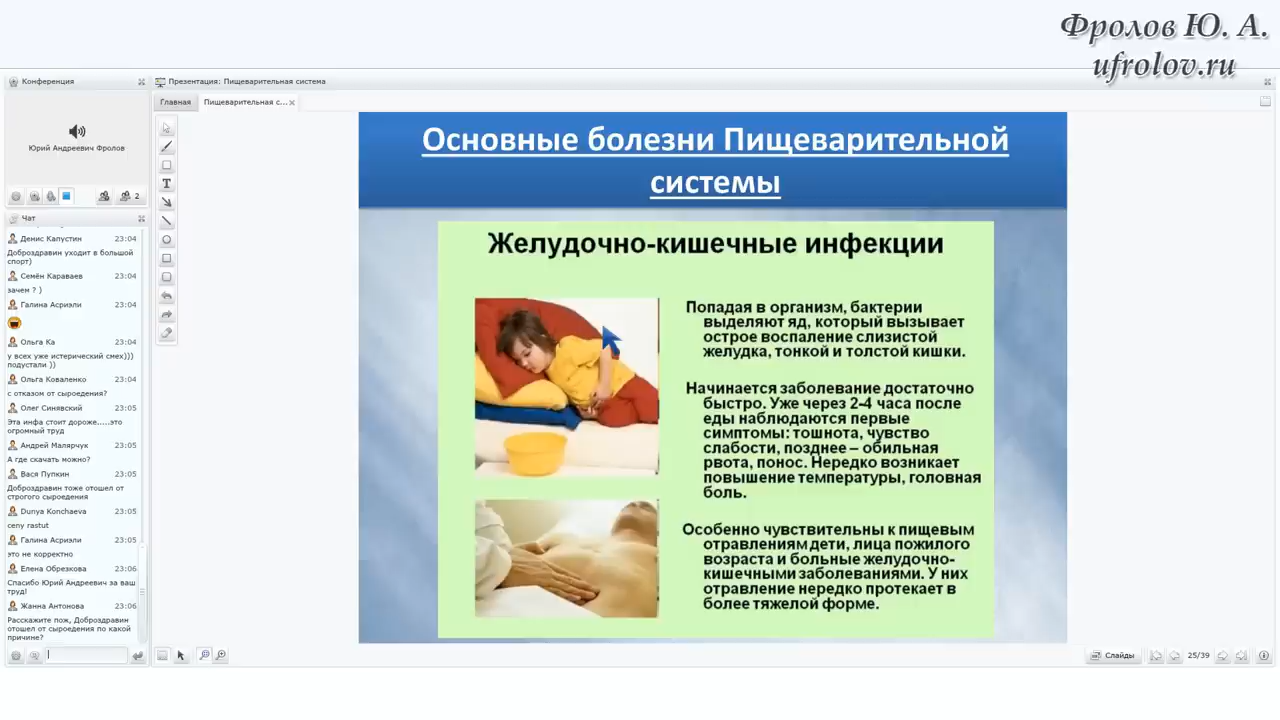 Фролов Ю. А.
ufrolov.ru
Конференция
Презентация: Пищеварительная система
Главная
Пищеварительная с...
Юрий Андреевич Фролов
2
Чат
Денис Капустин 23:04
Доброздравин уходит в большой
спорт)
Семён Караваев 23:04
зачем ? )
Галина Асриэли 23:04
Ольга Ка 23:04
у всех уже истерический смех)))
подустали ))
Ольга Коваленко 23:04
с отказом от сыроедения?
Олег Синявский 23:05
Эта инфа стоит дороже.....это
огромный труд
Андрей Малярчук 23:05
А где скачать можно?
Вася Пупкин 23:05
Доброздравин тоже отошел от
строгого сыроедения
Dunya Konchaeva 23:05
ceny rastut
Галина Асриэли 23:05
это не корректно
Елена Обрезкова 23:06
Спасибо Юрий Андреевич за ваш
труд!
Жанна Антонова 23:06
Расскажите пож, Доброздравин
отошел от сыроедения по какой
причине?
Основные болезни Пищеварительной
системы
Желудочно-кишечные инфекции
Попадая в организм, бактерии
выделяют яд, который вызывает
острое воспаление слизистой
желудка, тонкой и толстой кишки.
Начинается заболевание достаточно
быстро. Уже через 2-4 часа после
еды наблюдаются первые
симптомы: тошнота, чувство
слабости, позднее – обильная
рвота, понос. Нередко возникает
повышение температуры, головная
боль.
Особенно чувствительны к пищевым
отравлениям дети, лица пожилого
возраста и больные желудочно-
кишечными заболеваниями. У них
отравление нередко протекает в
более тяжелой форме.
Слайды
25/39